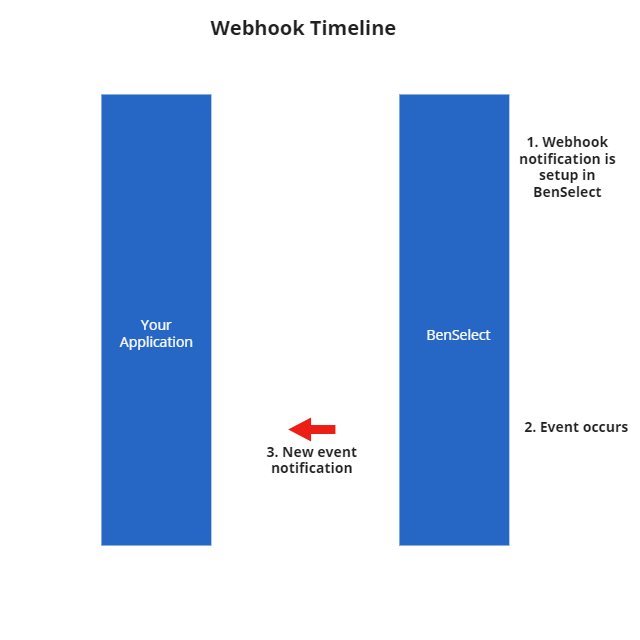 Webhook Timeline
1. Webhook
notification is
setup in
BenSelect
Your
Application
BenSelect
2. Event occurs
3. New event
notification